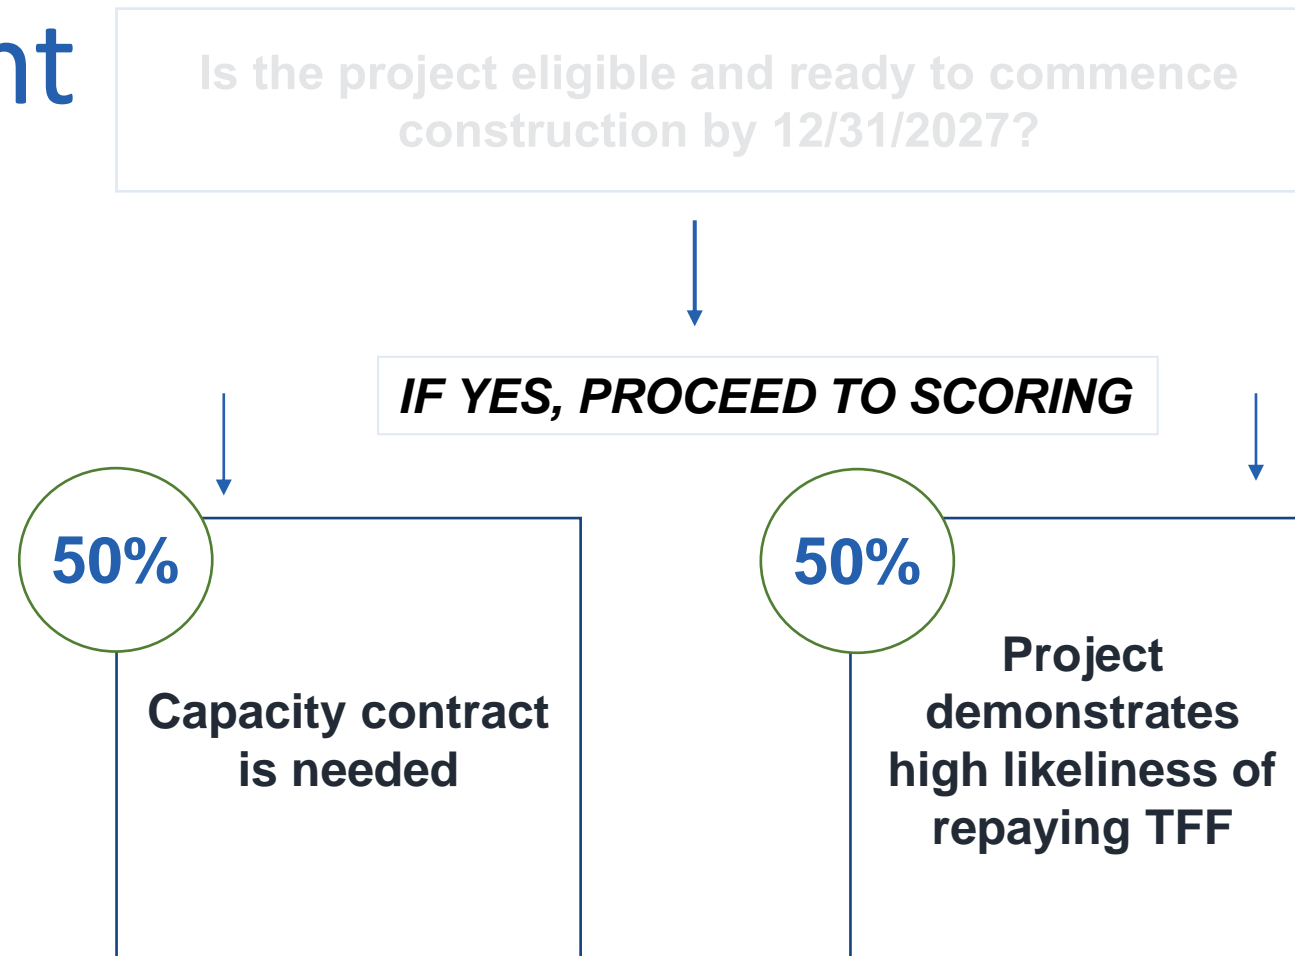 nt
Is the project eligible and ready to commence
construction by 12/31/2027?
IF YES, PROCEED TO SCORING
50%
Capacity contract
is needed
50%
Project
demonstrates
high likeliness of
repaying TFF